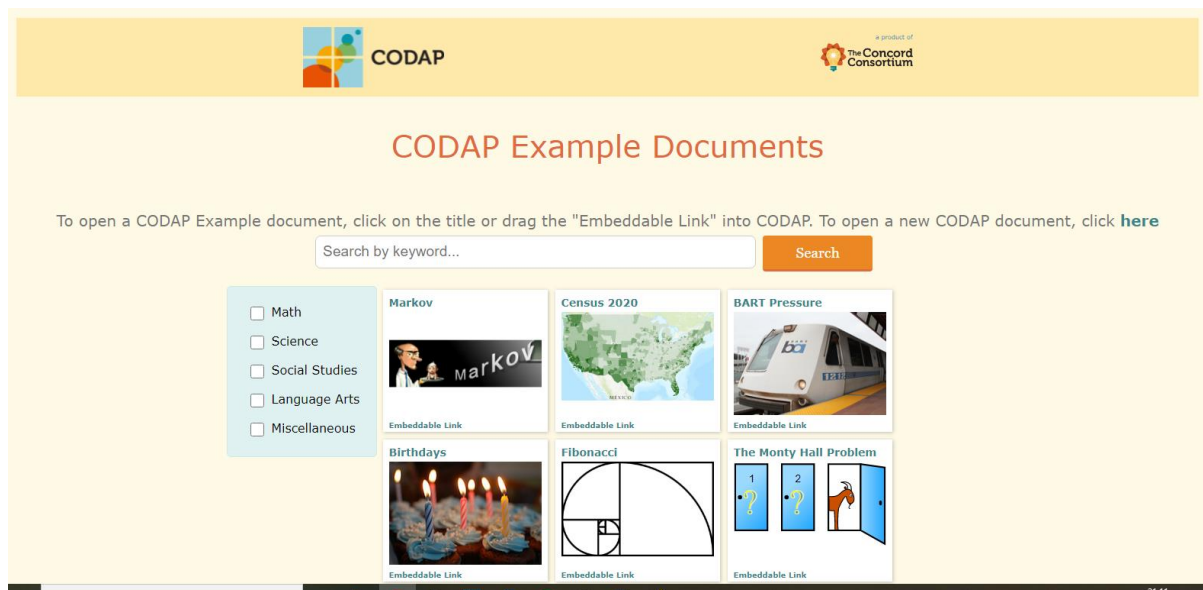 CODAP
a product of
The Concord
Consortium
CODAP Example Documents
To open a CODAP Example document, click on the title or drag the "Embeddable Link" into CODAP. To open a new CODAP document, click here
Search by keyword...
Search
Math
Science
Social Studies
Language Arts
Miscellaneous
Markov
Markov
Embeddable Link
Census 2020
MEXICO
Embeddable Link
BART Pressure
ba
1212
Embeddable Link
Birthdays
Embeddable Link
Fibonacci
Embeddable Link
The Monty Hall Problem
1 2
? ?
Embeddable Link